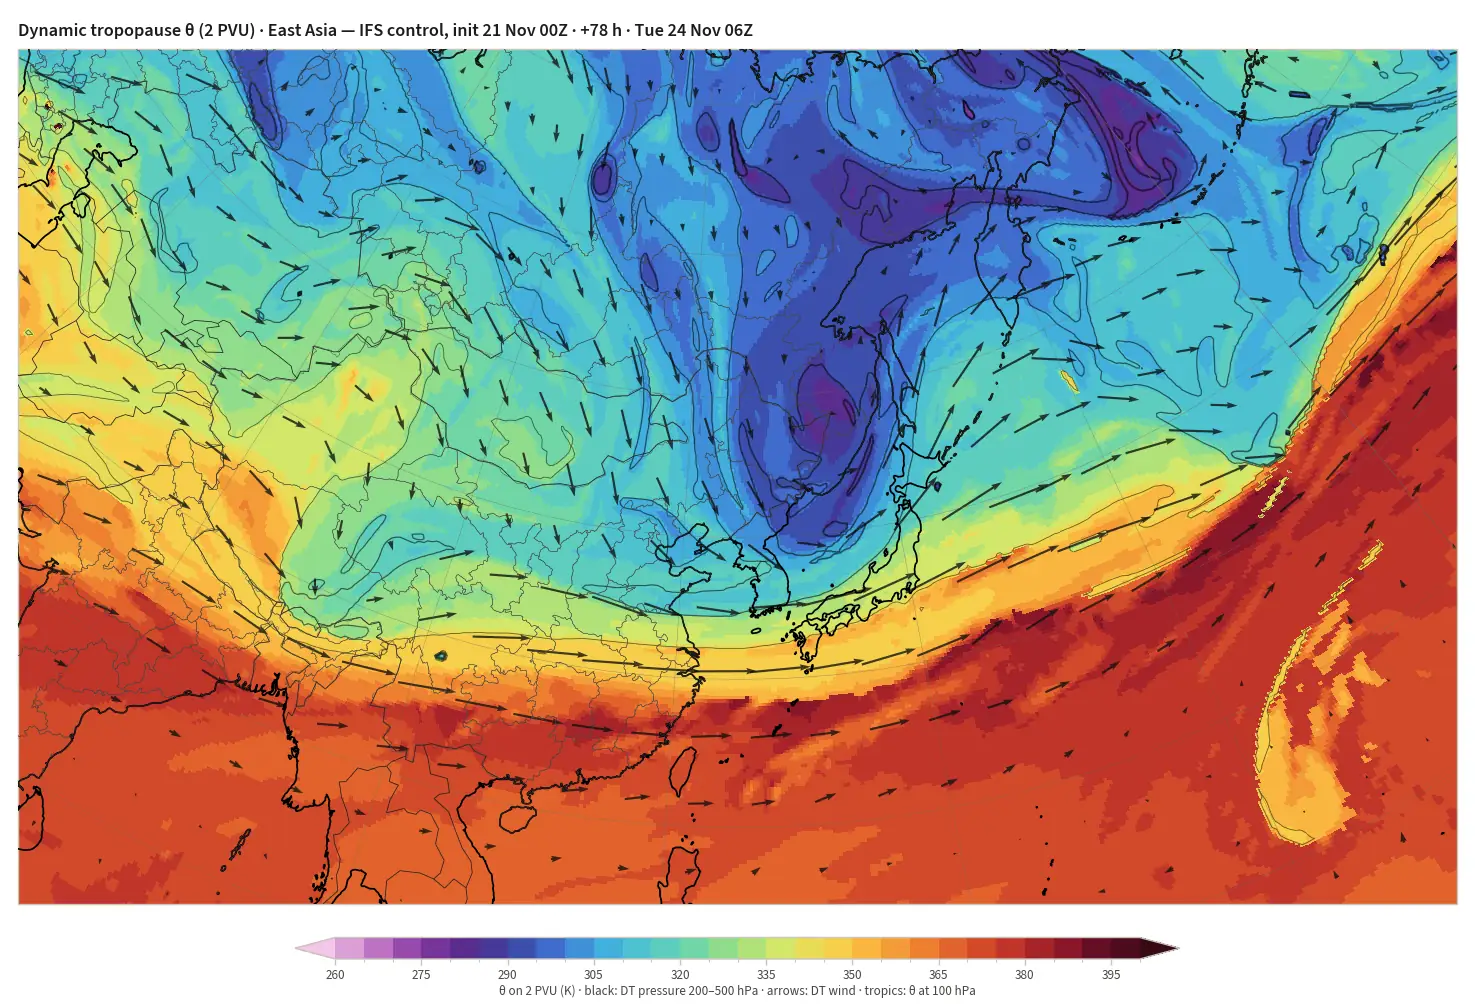 Dynamic tropopause θ (2 PVU) · East Asia — IFS control, init 21 Nov 00Z · +78 h · Tue 24 Nov 06Z
260 275 290 305 320 335 350 365 380 395
θ on 2 PVU (K) · black: DT pressure 200–500 hPa · arrows: DT wind · tropics: θ at 100 hPa